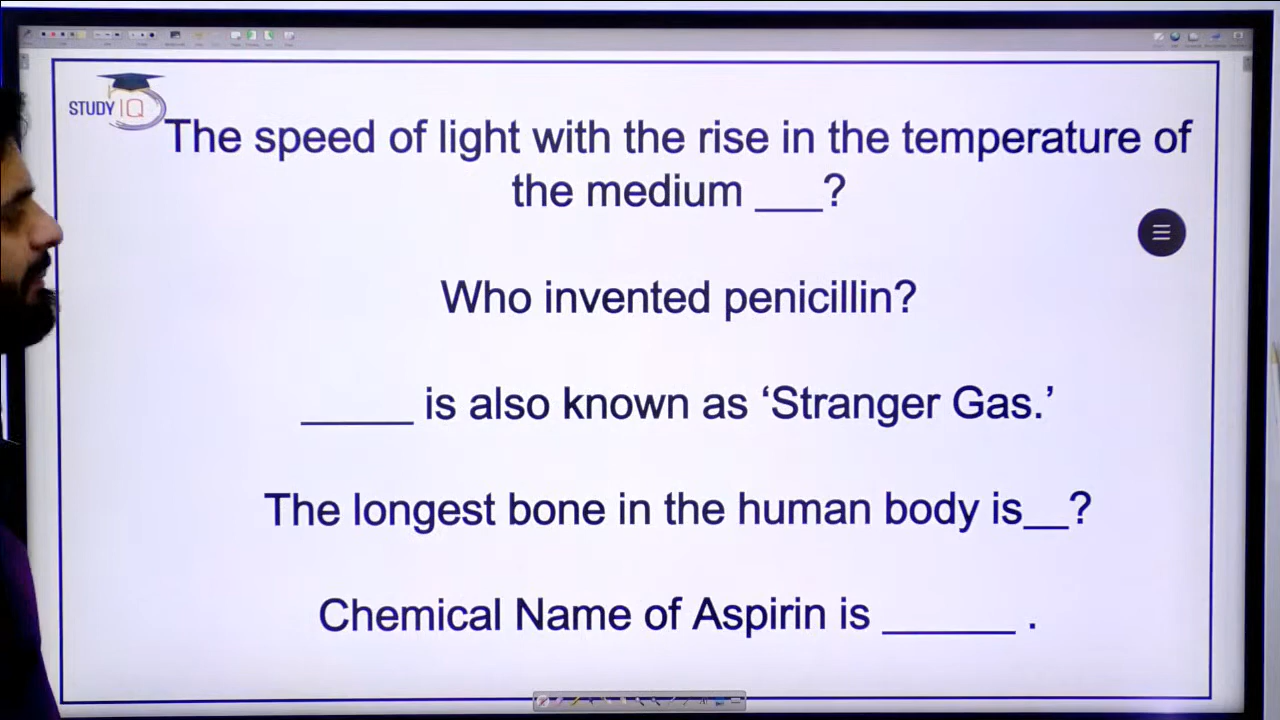 STUDY IQ
The speed of light with the rise in the temperature of
the medium ___?
Who invented penicillin?
_____ is also known as ‘Stranger Gas.’
The longest bone in the human body is__?
Chemical Name of Aspirin is ______ .